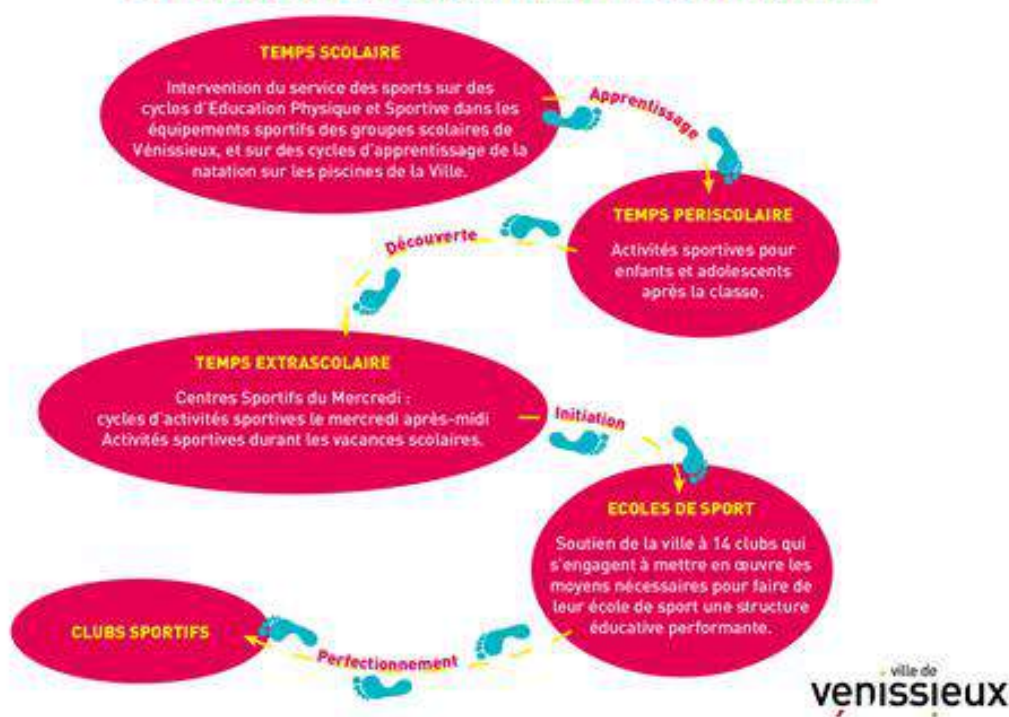 TEMPS SCOLAIRE
Intervention du service des sports sur des
cycles d'Education Physique et Sportive dans les
équipements sportifs des groupes scolaires de
Vénissieux, et sur des cycles d'apprentissage de la
natation sur les piscines de la Ville.
Apprentissage
TEMPS PERISCOLAIRE
Activités sportives pour
enfants et adolescents
après la classe.
Découverte
TEMPS EXTRASCOLAIRE
Centres Sportifs du Mercredi :
cycles d'activités sportives le mercredi après-midi
Activités sportives durant les vacances scolaires.
Initiation
ECOLES DE SPORT
Soutien de la ville à 14 clubs qui
s'engagent à mettre en œuvre les
moyens nécessaires pour faire de
leur école de sport une structure
éducative performante.
Perfectionnement
CLUBS SPORTIFS
ville de
venissieux